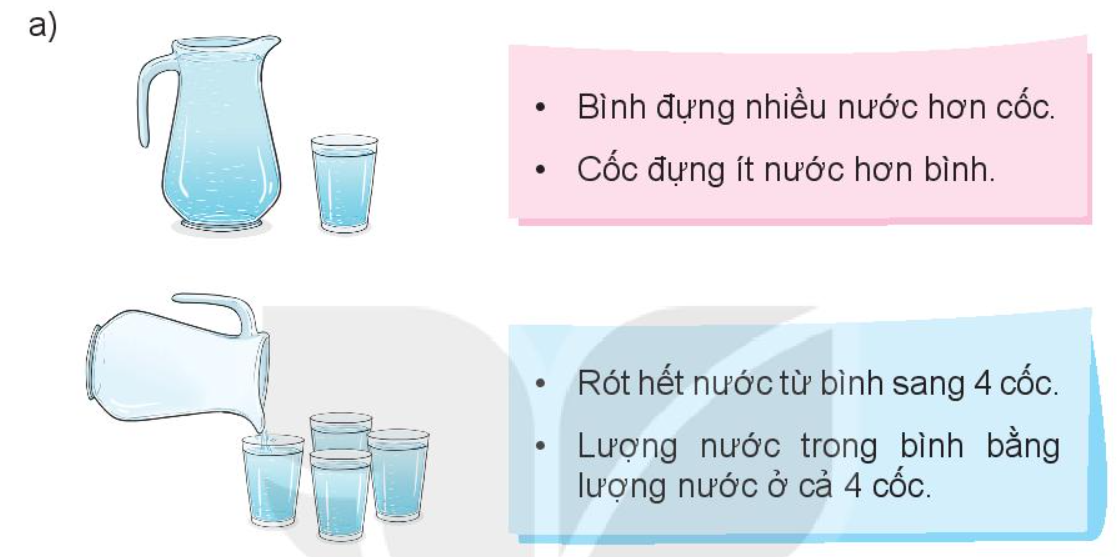 a)
• Bình đựng nhiều nước hơn cốc.
• Cốc đựng ít nước hơn bình.
• Rót hết nước từ bình sang 4 cốc.
• Lượng nước trong bình bằng
lượng nước ở cả 4 cốc.